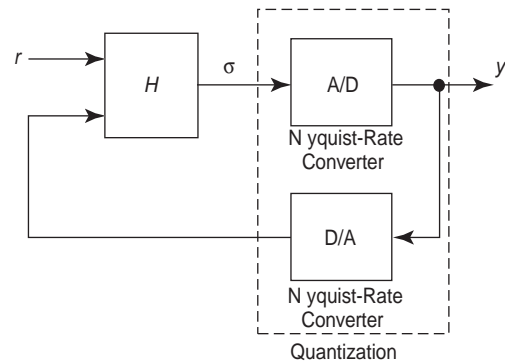 r
H
σ
A/D
y
N yquist-Rate
Converter
D/A
N yquist-Rate
Converter
Quantization